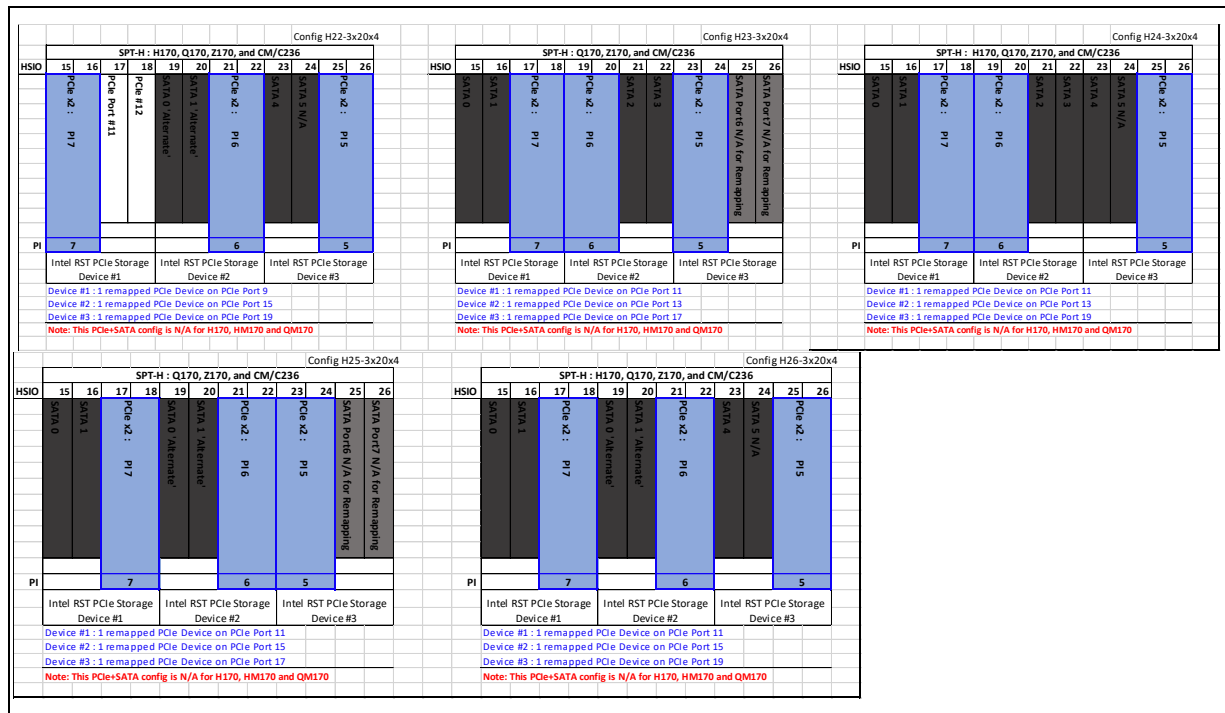 Config H22-3x20x4
SPT-H : H170, Q170, Z170, and CM/C236
HSIO 15 16 17 18 19 20 21 22 23 24 25 26
PCIe x2 : PI 7
PCIe Port #11
PCIe #12
SATA 0 'Alternate'
SATA 1 'Alternate'
PCIe x2 : PI 6
SATA 4
SATA 5 N/A
PCIe x2 : PI 5
PI 7 6 5
Intel RST PCIe Storage Device #1
Intel RST PCIe Storage Device #2
Intel RST PCIe Storage Device #3
Device #1 : 1 remapped PCIe Device on PCIe Port 9
Device #2 : 1 remapped PCIe Device on PCIe Port 15
Device #3 : 1 remapped PCIe Device on PCIe Port 19
Note: This PCIe+SATA config is N/A for H170, HM170 and QM170
Config H23-3x20x4
SPT-H : Q170, Z170, and CM/C236
HSIO 15 16 17 18 19 20 21 22 23 24 25 26
SATA 0
SATA 1
PCIe x2 : PI 7
PCIe x2 : PI 6
SATA 2
SATA 3
PCIe x2 : PI 5
SATA Port6 N/A for Remapping
SATA Port7 N/A for Remapping
PI 7 6 5
Intel RST PCIe Storage Device #1
Intel RST PCIe Storage Device #2
Intel RST PCIe Storage Device #3
Device #1 : 1 remapped PCIe Device on PCIe Port 11
Device #2 : 1 remapped PCIe Device on PCIe Port 13
Device #3 : 1 remapped PCIe Device on PCIe Port 17
Note: This PCIe+SATA config is N/A for H170, HM170 and QM170
Config H24-3x20x4
SPT-H : H170, Q170, Z170, and CM/C236
HSIO 15 16 17 18 19 20 21 22 23 24 25 26
SATA 0
SATA 1
PCIe x2 : PI 7
PCIe x2 : PI 6
SATA 2
SATA 3
SATA 4
SATA 5 N/A
PCIe x2 : PI 5
PI 7 6 5
Intel RST PCIe Storage Device #1
Intel RST PCIe Storage Device #2
Intel RST PCIe Storage Device #3
Device #1 : 1 remapped PCIe Device on PCIe Port 11
Device #2 : 1 remapped PCIe Device on PCIe Port 13
Device #3 : 1 remapped PCIe Device on PCIe Port 19
Note: This PCIe+SATA config is N/A for H170, HM170 and QM170
Config H25-3x20x4
SPT-H : Q170, Z170, and CM/C236
HSIO 15 16 17 18 19 20 21 22 23 24 25 26
SATA 0
SATA 1
PCIe x2 : PI 7
SATA 0 'Alternate'
SATA 1 'Alternate'
PCIe x2 : PI 6
PCIe x2 : PI 5
SATA Port6 N/A for Remapping
SATA Port7 N/A for Remapping
PI 7 6 5
Intel RST PCIe Storage Device #1
Intel RST PCIe Storage Device #2
Intel RST PCIe Storage Device #3
Device #1 : 1 remapped PCIe Device on PCIe Port 11
Device #2 : 1 remapped PCIe Device on PCIe Port 15
Device #3 : 1 remapped PCIe Device on PCIe Port 17
Note: This PCIe+SATA config is N/A for H170, HM170 and QM170
Config H26-3x20x4
SPT-H : H170, Q170, Z170, and CM/C236
HSIO 15 16 17 18 19 20 21 22 23 24 25 26
SATA 0
SATA 1
PCIe x2 : PI 7
SATA 0 'Alternate'
SATA 1 'Alternate'
PCIe x2 : PI 6
SATA 4
SATA 5 N/A
PCIe x2 : PI 5
PI 7 6 5
Intel RST PCIe Storage Device #1
Intel RST PCIe Storage Device #2
Intel RST PCIe Storage Device #3
Device #1 : 1 remapped PCIe Device on PCIe Port 11
Device #2 : 1 remapped PCIe Device on PCIe Port 15
Device #3 : 1 remapped PCIe Device on PCIe Port 19
Note: This PCIe+SATA config is N/A for H170, HM170 and QM170